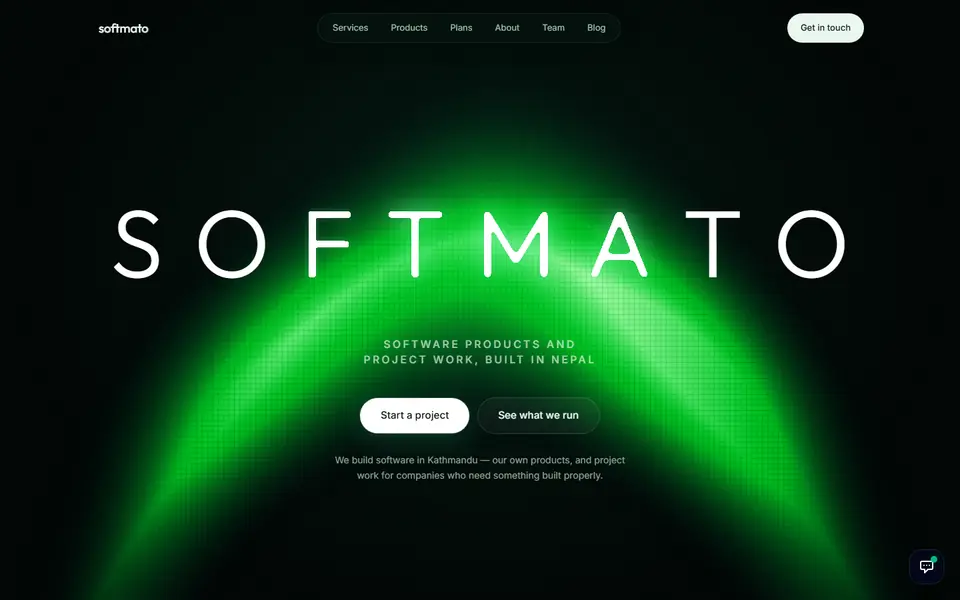 softmato
Services
Products
Plans
About
Team
Blog
Get in touch
SOFTMATO
SOFTWARE PRODUCTS AND
PROJECT WORK, BUILT IN NEPAL
Start a project
See what we run
We build software in Kathmandu — our own products, and project
work for companies who need something built properly.